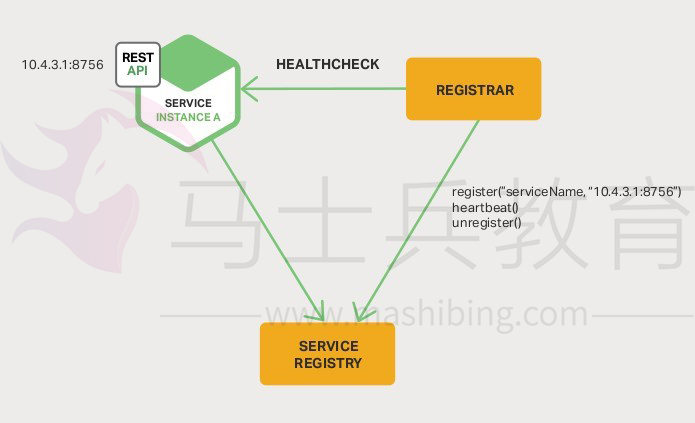 10.4.3.1:8756
REST
API
SERVICE
INSTANCE A
HEALTHCHECK
REGISTRAR
register("serviceName, "10.4.3.1:8756")
heartbeat()
unregister()
马士兵教育
www.mashibing.com
SERVICE
REGISTRY